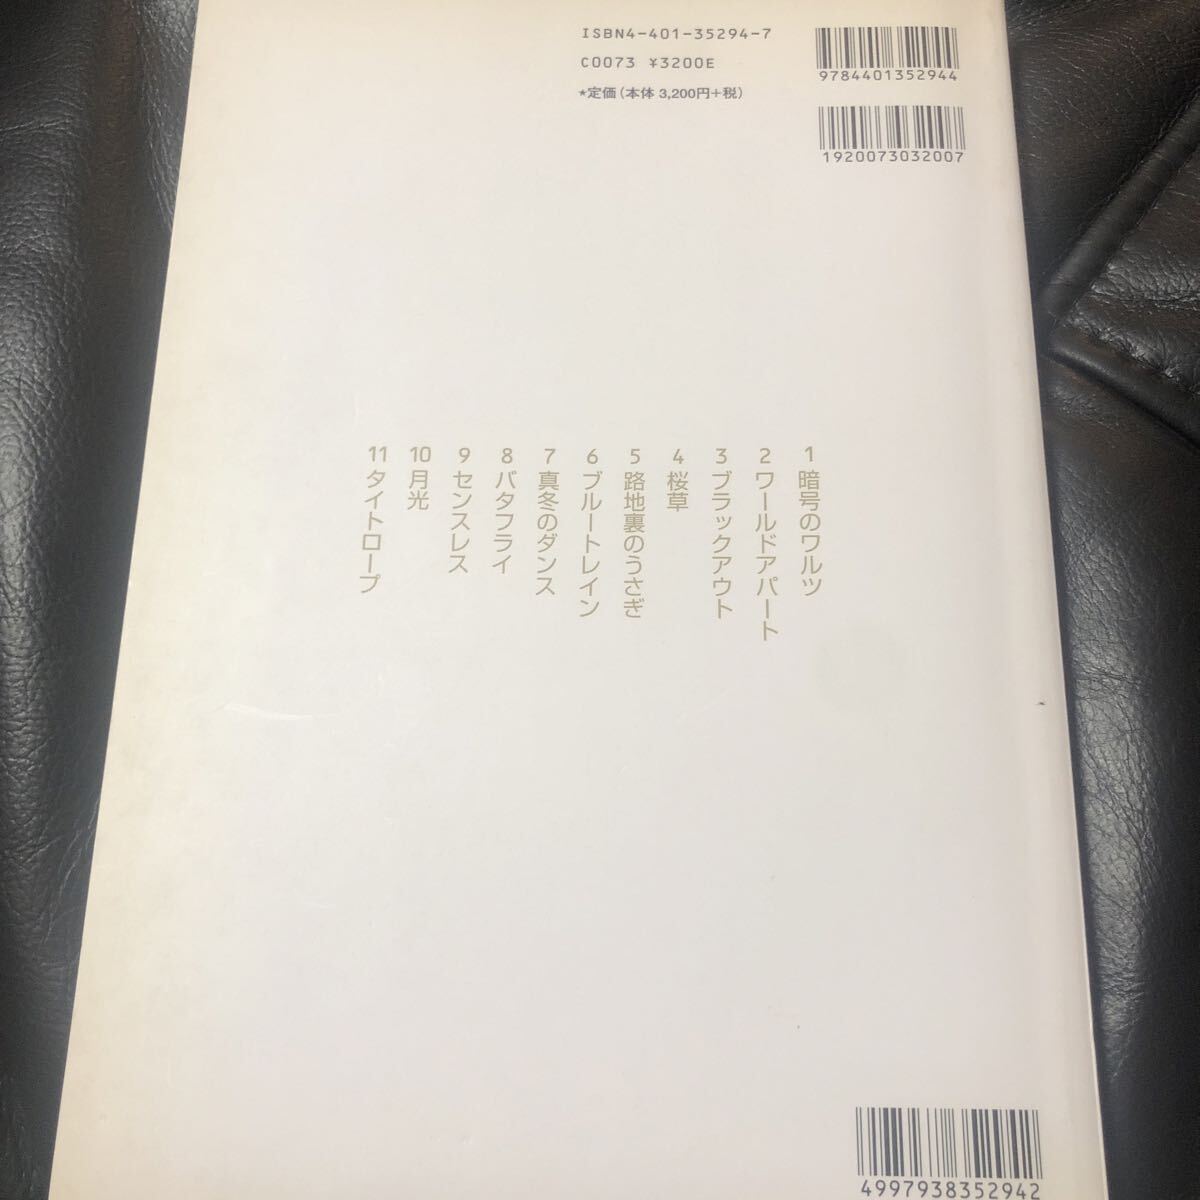 ISBN4-401-35294-7
C0073 ¥3200E
★定価(本体 3,200円+税)
9784401352944
1920073032007
1 暗号のワルツ
2 ワールドアパート
3 ブラックアウト
4 桜草
5 路地裏のうさぎ
6 ブルートレイン
7 真冬のダンス
8 バタフライ
9 センスレス
10 月光
11 タイトロープ
4997938352942